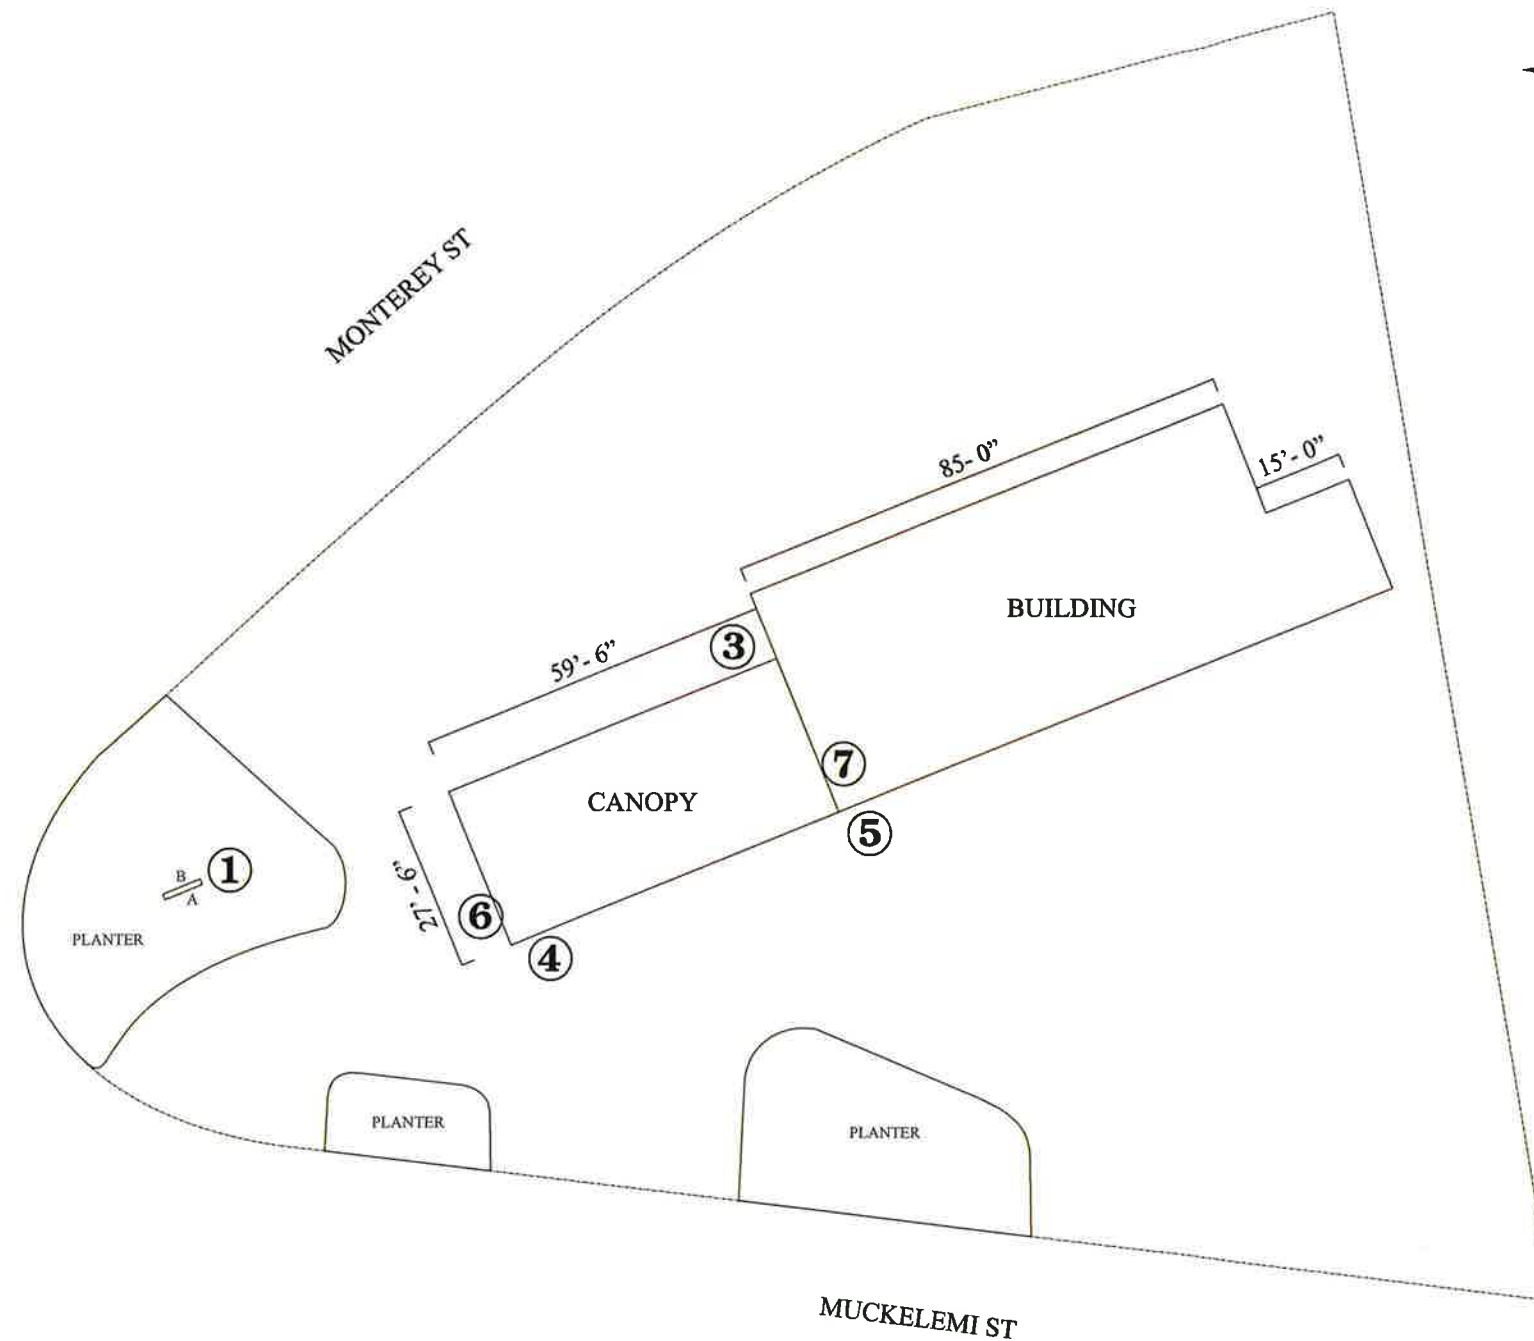 MONTEREY ST
85- 0”
15’- 0”
BUILDING
59’- 6”
3
7
CANOPY
5
27’- 6”
6
4
1
B
A
PLANTER
PLANTER
PLANTER
MUCKELEMI ST